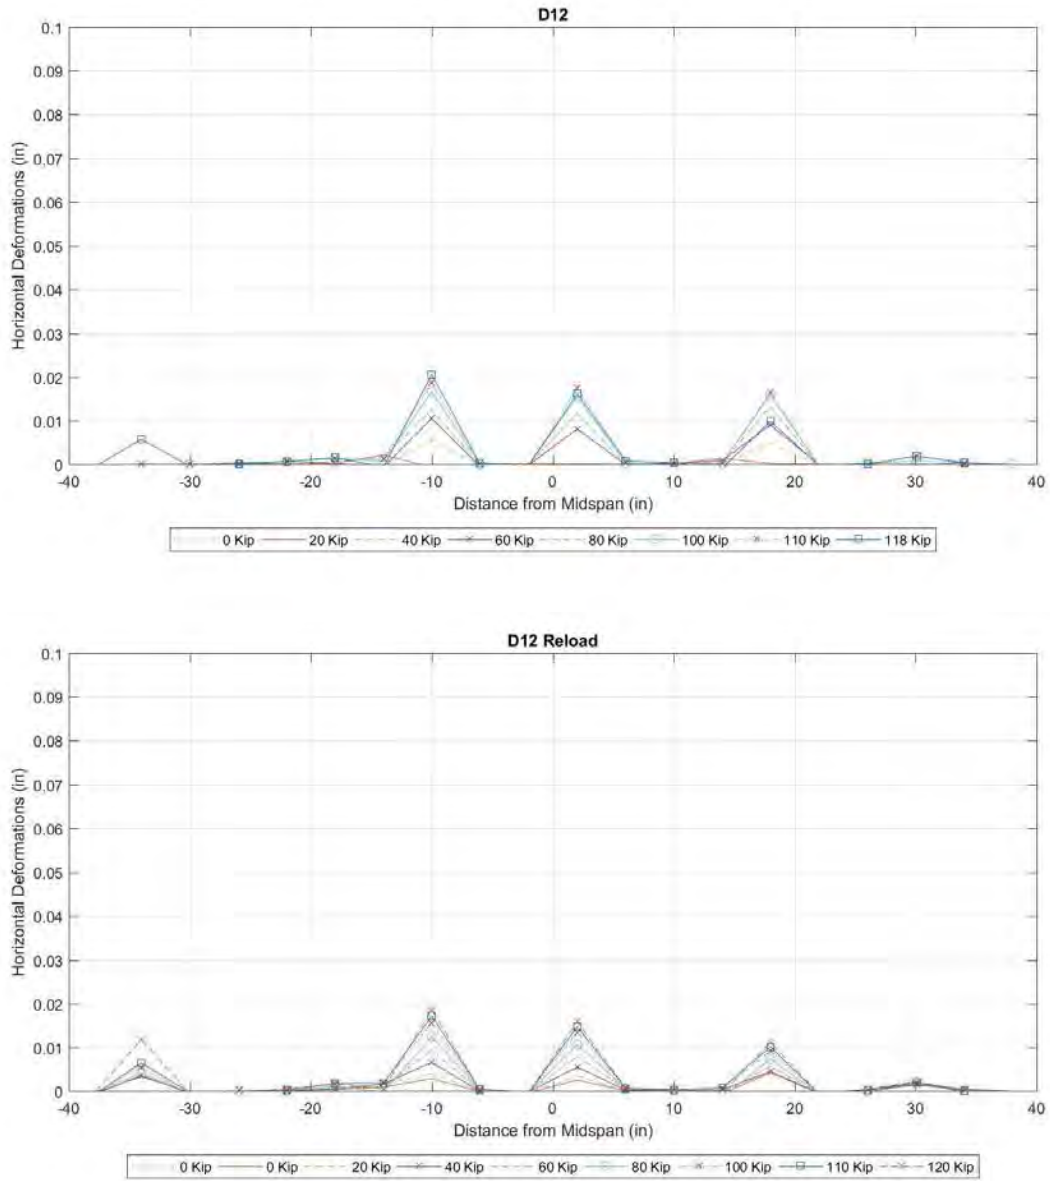 D12
0.1
0.09
0.08
0.07
0.06
0.05
0.04
0.03
0.02
0.01
0
Horizontal Deformations (in)
-40 -30 -20 -10 0 10 20 30 40
Distance from Midspan (in)
0 Kip 20 Kip 40 Kip 60 Kip 80 Kip 100 Kip 110 Kip 118 Kip
D12 Reload
0.1
0.09
0.08
0.07
0.06
0.05
0.04
0.03
0.02
0.01
0
Horizontal Deformations (in)
-40 -30 -20 -10 0 10 20 30 40
Distance from Midspan (in)
0 Kip 0 Kip 20 Kip 40 Kip 60 Kip 80 Kip 100 Kip 110 Kip 120 Kip